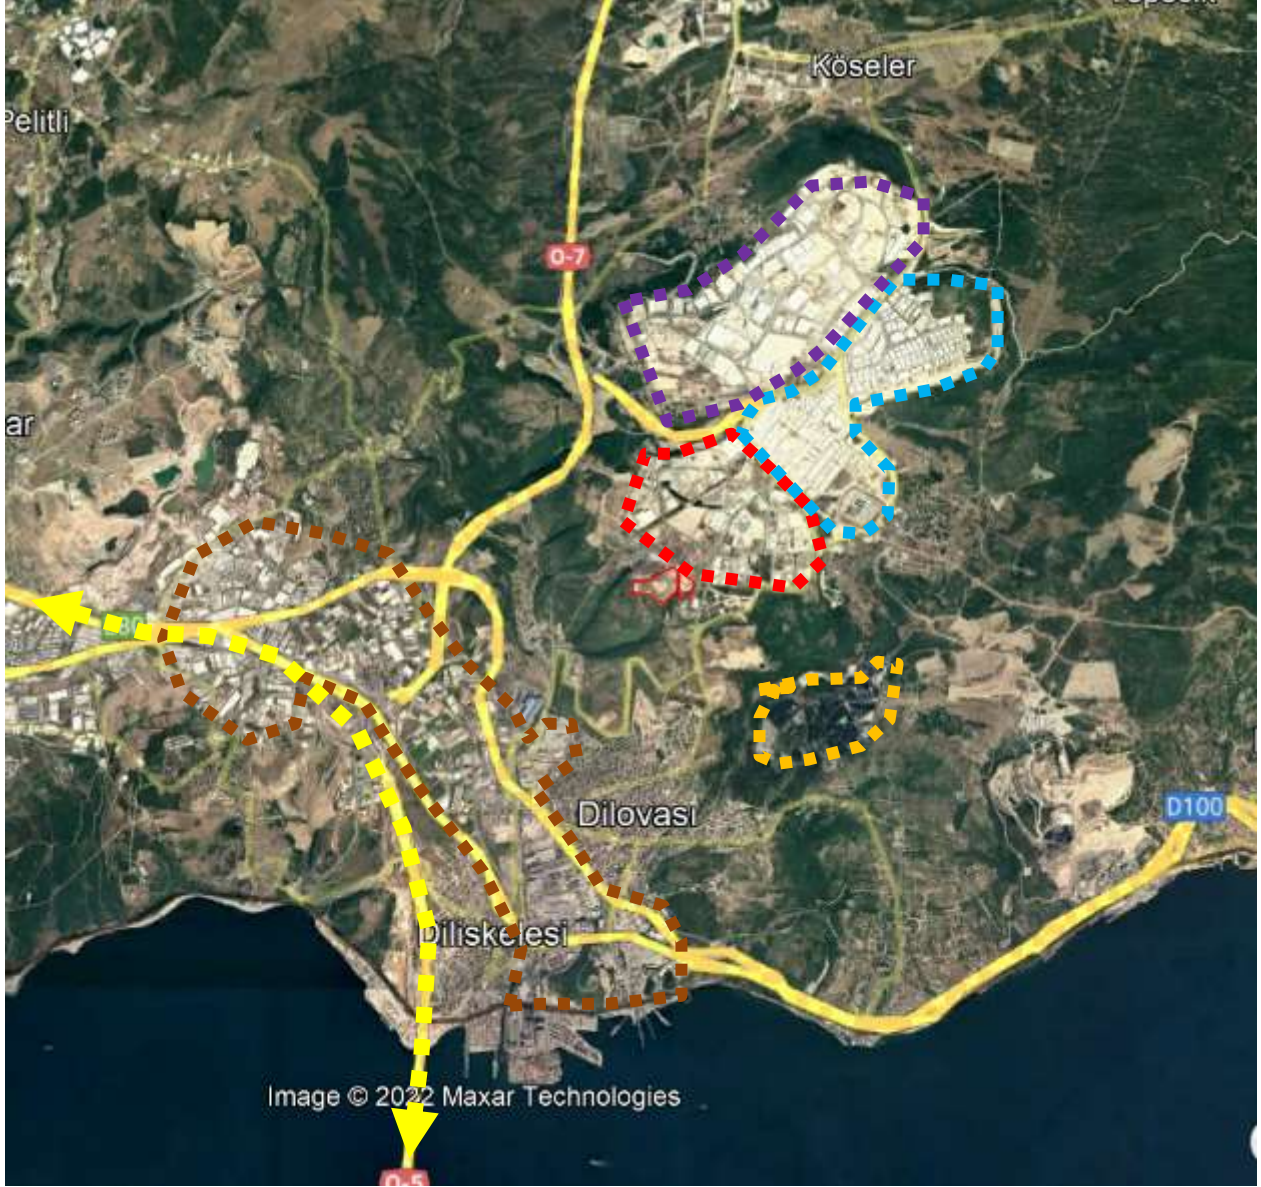 Köseler
Pelitli
O-7
ar
Dilovası
D100
Diliskelesi
Image © 2022 Maxar Technologies
O-5